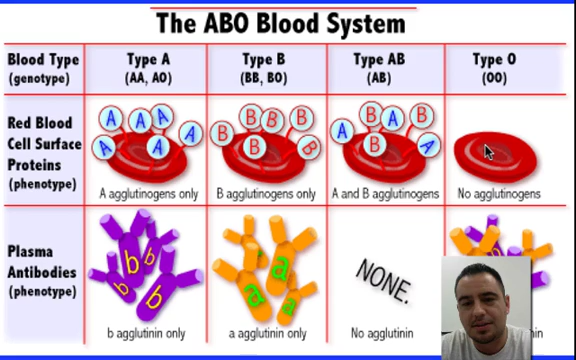 The ABO Blood System
Blood Type
(genotype)
Type A
(AA, AO)
Type B
(BB, BO)
Type AB
(AB)
Type O
(OO)
Red Blood
Cell Surface
Proteins
(phenotype)
A A A A A A
A agglutinogens only
B B B B B B
B agglutinogens only
A B A B B A
A and B agglutinogens
No agglutinogens
Plasma
Antibodies
(phenotype)
b b b b
b agglutinin only
a a a
a agglutinin only
NONE.
No agglutinin